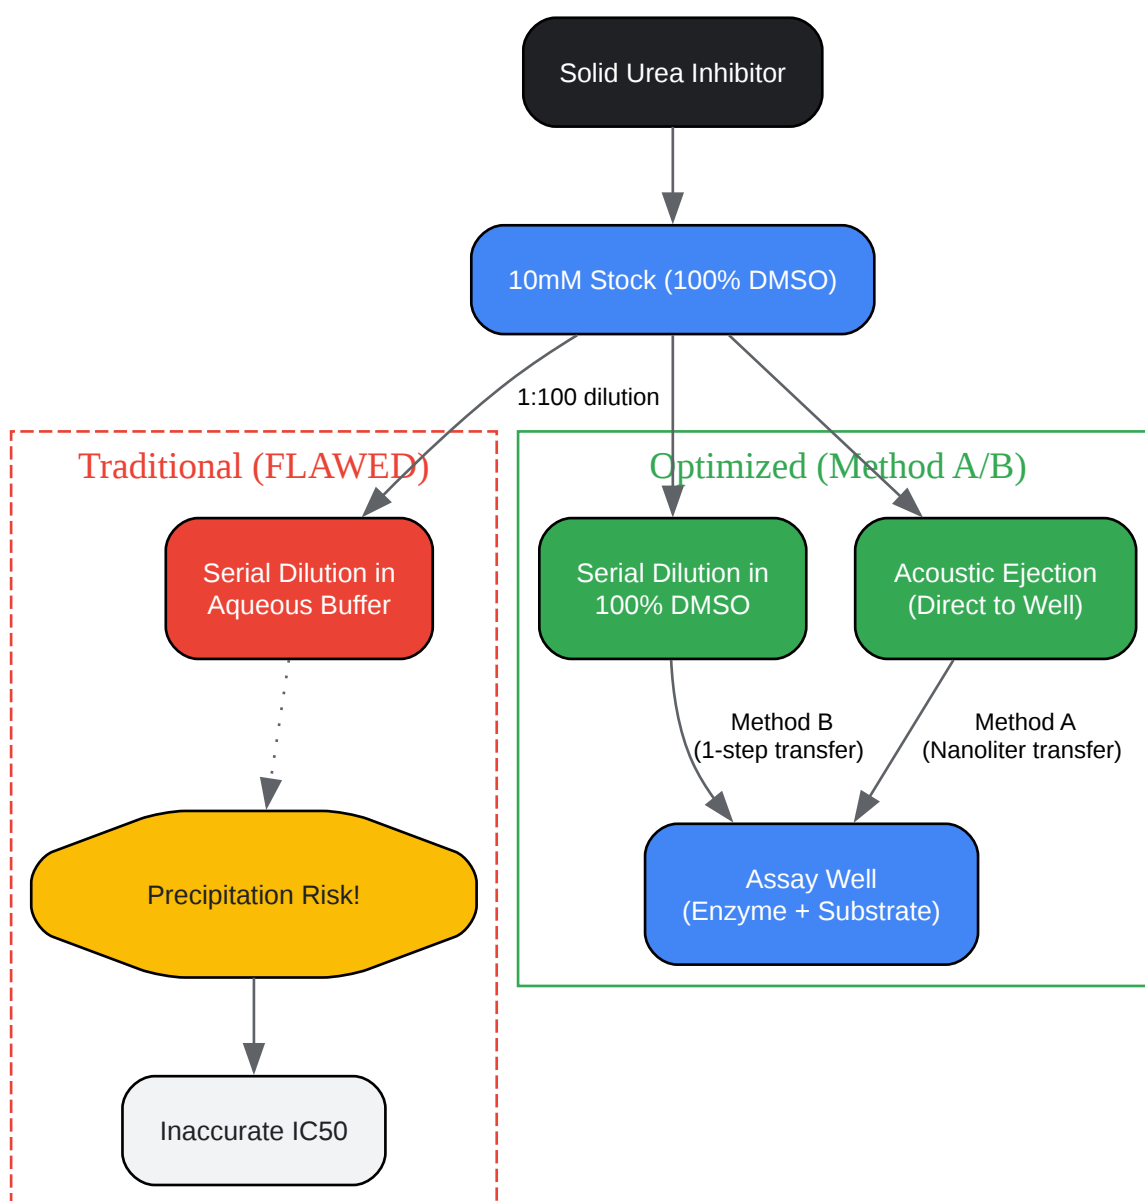 Solid Urea Inhibitor
10mM Stock (100% DMSO)
1:100 dilution
Traditional (FLAWED)
Optimized (Method A/B)
Serial Dilution in
Aqueous Buffer
Serial Dilution in
100% DMSO
Acoustic Ejection
(Direct to Well)
Method B
(1-step transfer)
Method A
(Nanoliter transfer)
Precipitation Risk!
Assay Well
(Enzyme + Substrate)
Inaccurate IC50